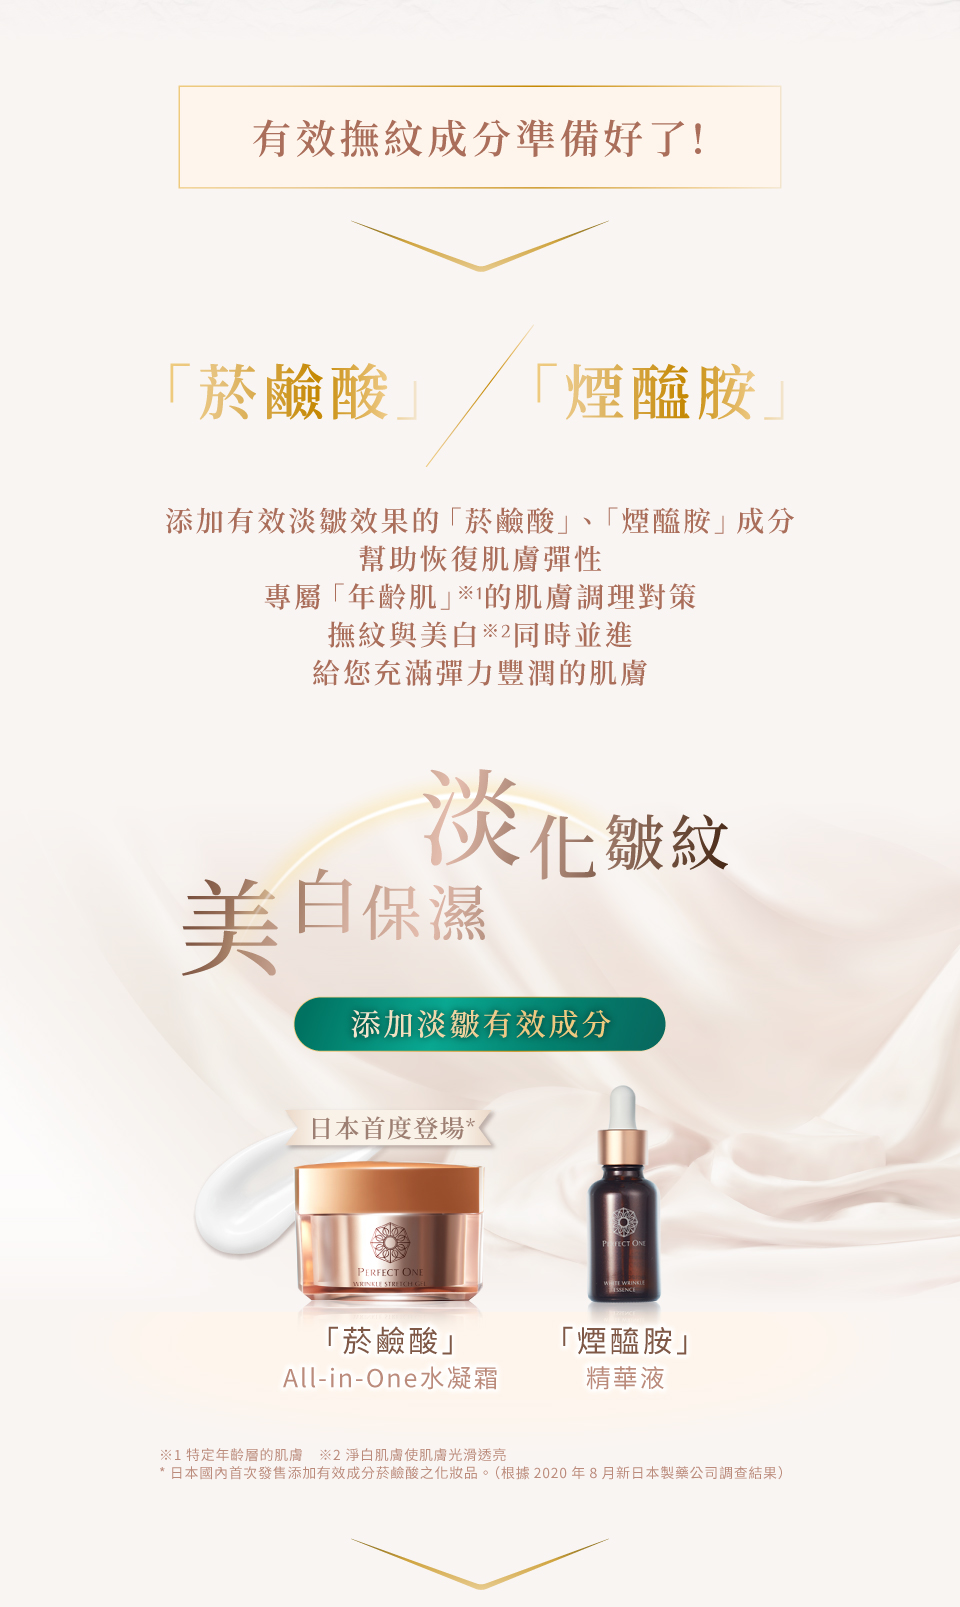 有效撫紋成分準備好了!
「菸鹼酸」 「煙醯胺」
添加有效淡皺效果的「菸鹼酸」、「煙醯胺」成分
幫助恢復肌膚彈性
專屬「年齡肌」※1的肌膚調理對策
撫紋與美白※2同時並進
給您充滿彈力豐潤的肌膚
淡化皺紋
美白保濕
添加淡皺有效成分
日本首度登場*
PERFECT ONE
WRINKLE STRETCH GEL
PERFECT ONE
WHITE WRINKLE
ESSENCE
「菸鹼酸」
All-in-One水凝霜
「煙醯胺」
精華液
※1 特定年齡層的肌膚 ※2 淨白肌膚使肌膚光滑透亮
* 日本國內首次發售添加有效成分菸鹼酸之化妝品。(根據 2020 年 8 月新日本製藥公司調查結果)